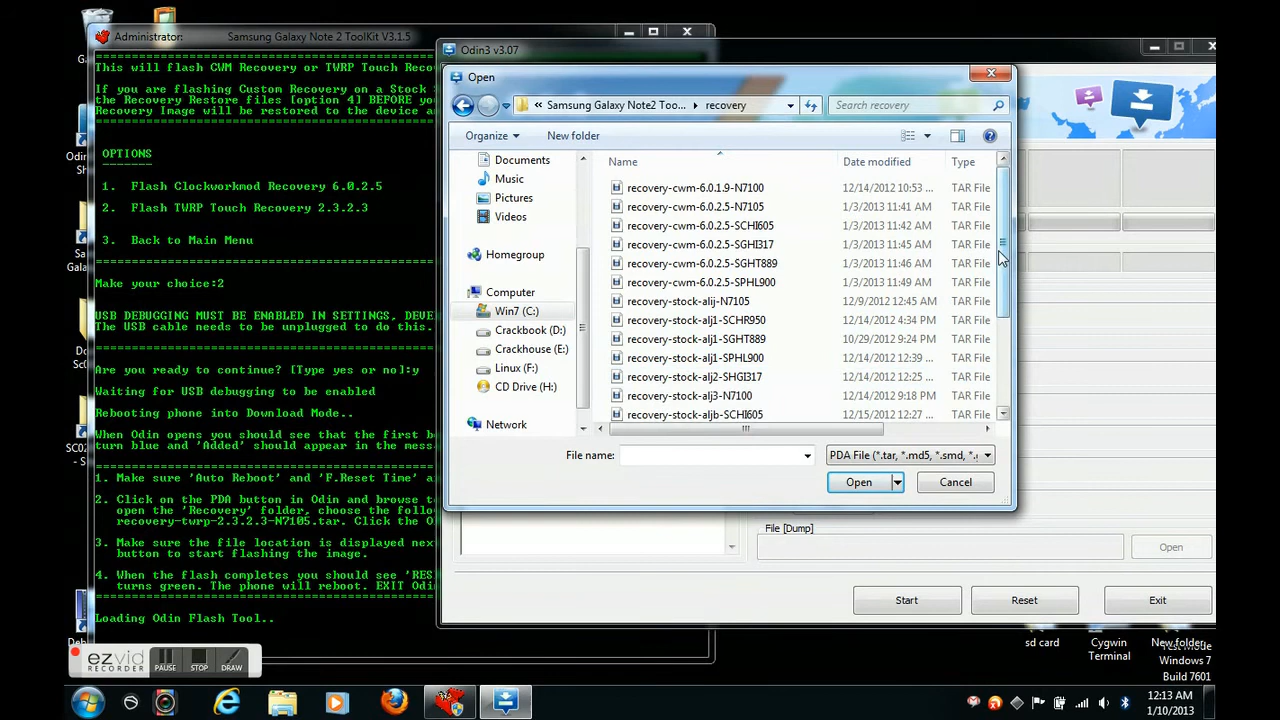 Administrator: Samsung Galaxy Note 2 ToolKit V3.1.5
This will flash CWM Recovery or TWRP Touch Reco
If you are flashing Custom Recovery on a Stock S
the Recovery Restore files [option 4] BEFORE yo
Recovery Image will be restored to the device a
OPTIONS
1. Flash Clockworkmod Recovery 6.0.2.5
2. Flash TWRP Touch Recovery 2.3.2.3
3. Back to Main Menu
Make your choice:2
USB DEBUGGING MUST BE ENABLED IN SETTINGS, DEVE
The USB cable needs to be unplugged to do this.
Are you ready to continue? [Type yes or no]:y
Waiting for USB debugging to be enabled
Rebooting phone into Download Mode..
When Odin opens you should see that the first b
turn blue and 'Added' should appear in the mess
1. Make sure 'Auto Reboot' and 'F.Reset Time' a
2. Click on the PDA button in Odin and browse to
open the 'Recovery' folder, choose the follo
recovery-twrp-2.3.2.3-N7105.tar. Click the O
3. Make sure the file location is displayed nex
button to start flashing the image.
4. When the flash completes you should see 'RES
turns green. The phone will reboot. EXIT Odi
Loading Odin Flash Tool..
Odin3 v3.07
Open
« Samsung Galaxy Note2 Too... recovery
Search recovery
Organize New folder
Documents
Music
Pictures
Videos
Homegroup
Computer
Win7 (C:)
Crackbook (D:)
Crackhouse (E:)
Linux (F:)
CD Drive (H:)
Network
Name Date modified Type
recovery-cwm-6.0.1.9-N7100 12/14/2012 10:53 ... TAR File
recovery-cwm-6.0.2.5-N7105 1/3/2013 11:41 AM TAR File
recovery-cwm-6.0.2.5-SCHI605 1/3/2013 11:42 AM TAR File
recovery-cwm-6.0.2.5-SGHI317 1/3/2013 11:45 AM TAR File
recovery-cwm-6.0.2.5-SGHT889 1/3/2013 11:46 AM TAR File
recovery-cwm-6.0.2.5-SPHL900 1/3/2013 11:49 AM TAR File
recovery-stock-alij-N7105 12/9/2012 12:45 AM TAR File
recovery-stock-alj1-SCHR950 12/14/2012 4:34 PM TAR File
recovery-stock-alj1-SGHT889 10/29/2012 9:24 PM TAR File
recovery-stock-alj1-SPHL900 12/14/2012 12:39 ... TAR File
recovery-stock-alj2-SHGI317 12/14/2012 12:25 ... TAR File
recovery-stock-alj3-N7100 12/14/2012 9:18 PM TAR File
recovery-stock-aljb-SCHI605 12/15/2012 12:27 ... TAR File
File name: PDA File (*.tar, *.md5, *.smd, *.
Open Cancel
File [Dump]
Open
Start Reset Exit
sd card
Cygwin
Terminal
New folder
Test Mode
Windows 7
Build 7601
ezvid
RECORDER
PAUSE STOP DRAW
12:13 AM
1/10/2013